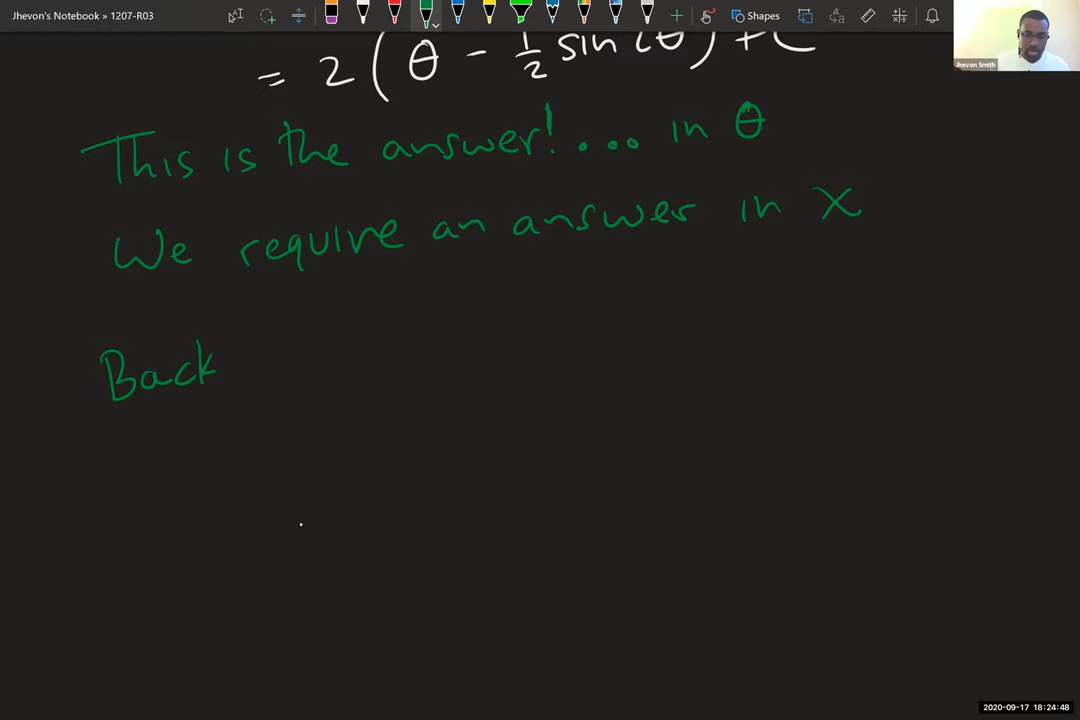 Jhevon's Notebook » 1207-R03
Shapes
= 2(θ - 1/2 sin 2θ) + C
This is the answer!.... in θ
We require an answer in x
Back
Jhevon Smith
2020-09-17 18:24:48